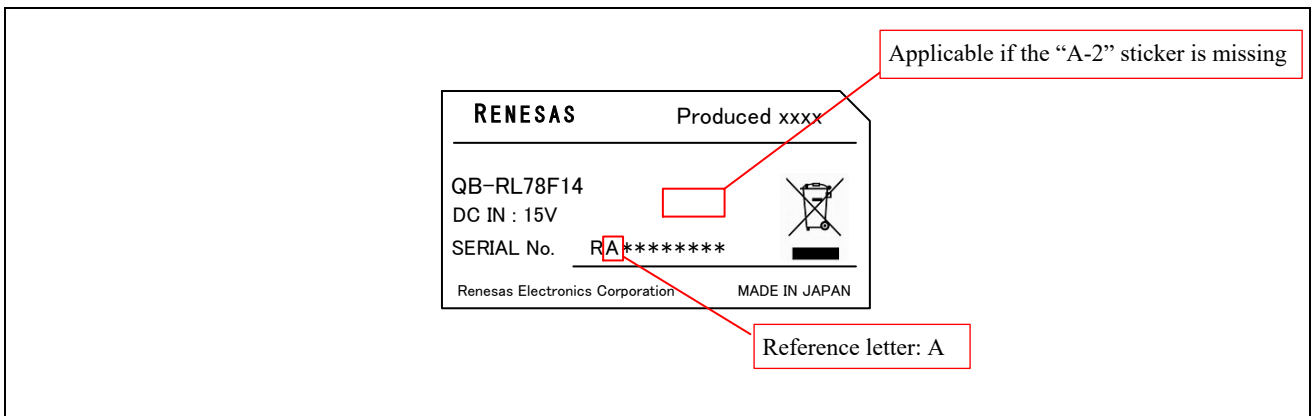 Applicable if the “A-2” sticker is missing
RENESAS Produced xxxx
QB-RL78F14
DC IN : 15V
SERIAL No. RA********
Renesas Electronics Corporation MADE IN JAPAN
Reference letter: A